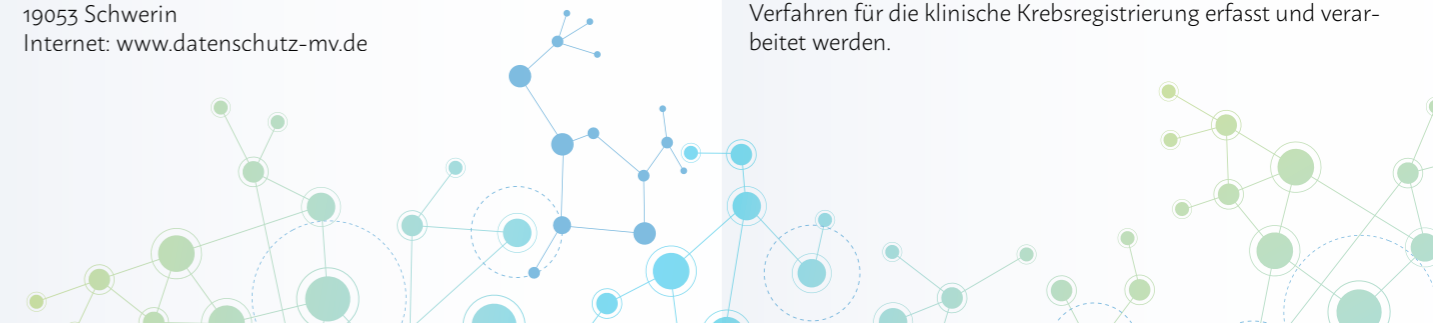 19053 Schwerin
Internet: www.datenschutz-mv.de
Verfahren für die klinische Krebsregistrierung erfasst und verar-
beitet werden.